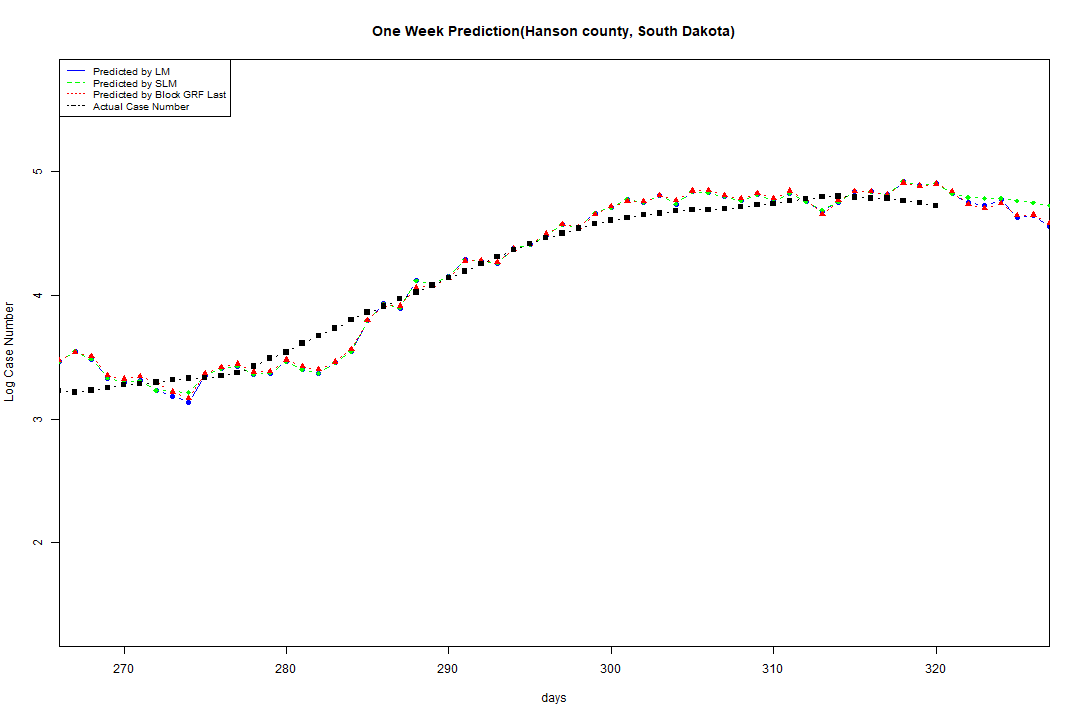 One Week Prediction(Hanson county, South Dakota)
Predicted by LM
Predicted by SLM
Predicted by Block GRF Last
Actual Case Number
5
4
3
2
Log Case Number
270 280 290 300 310 320
days